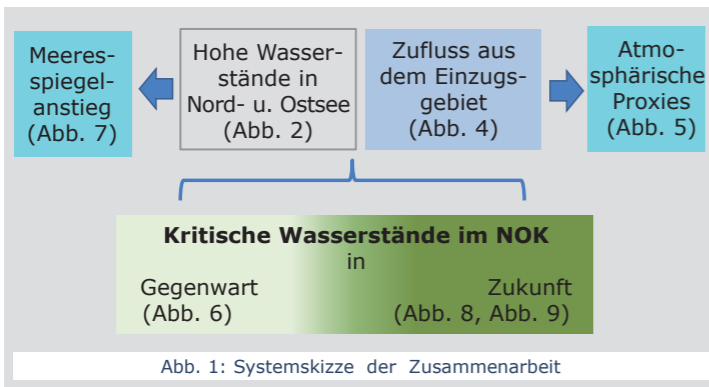 Meeres-
spiegel-
anstieg
(Abb. 7)
Hohe Wasser-
stände in
Nord- u. Ostsee
(Abb. 2)
Zufluss aus
dem Einzugs-
gebiet
(Abb. 4)
Atmo-
sphärische
Proxies
(Abb. 5)
Kritische Wasserstände im NOK
in
Gegenwart
(Abb. 6)
Zukunft
(Abb. 8, Abb. 9)
Abb. 1: Systemskizze der Zusammenarbeit